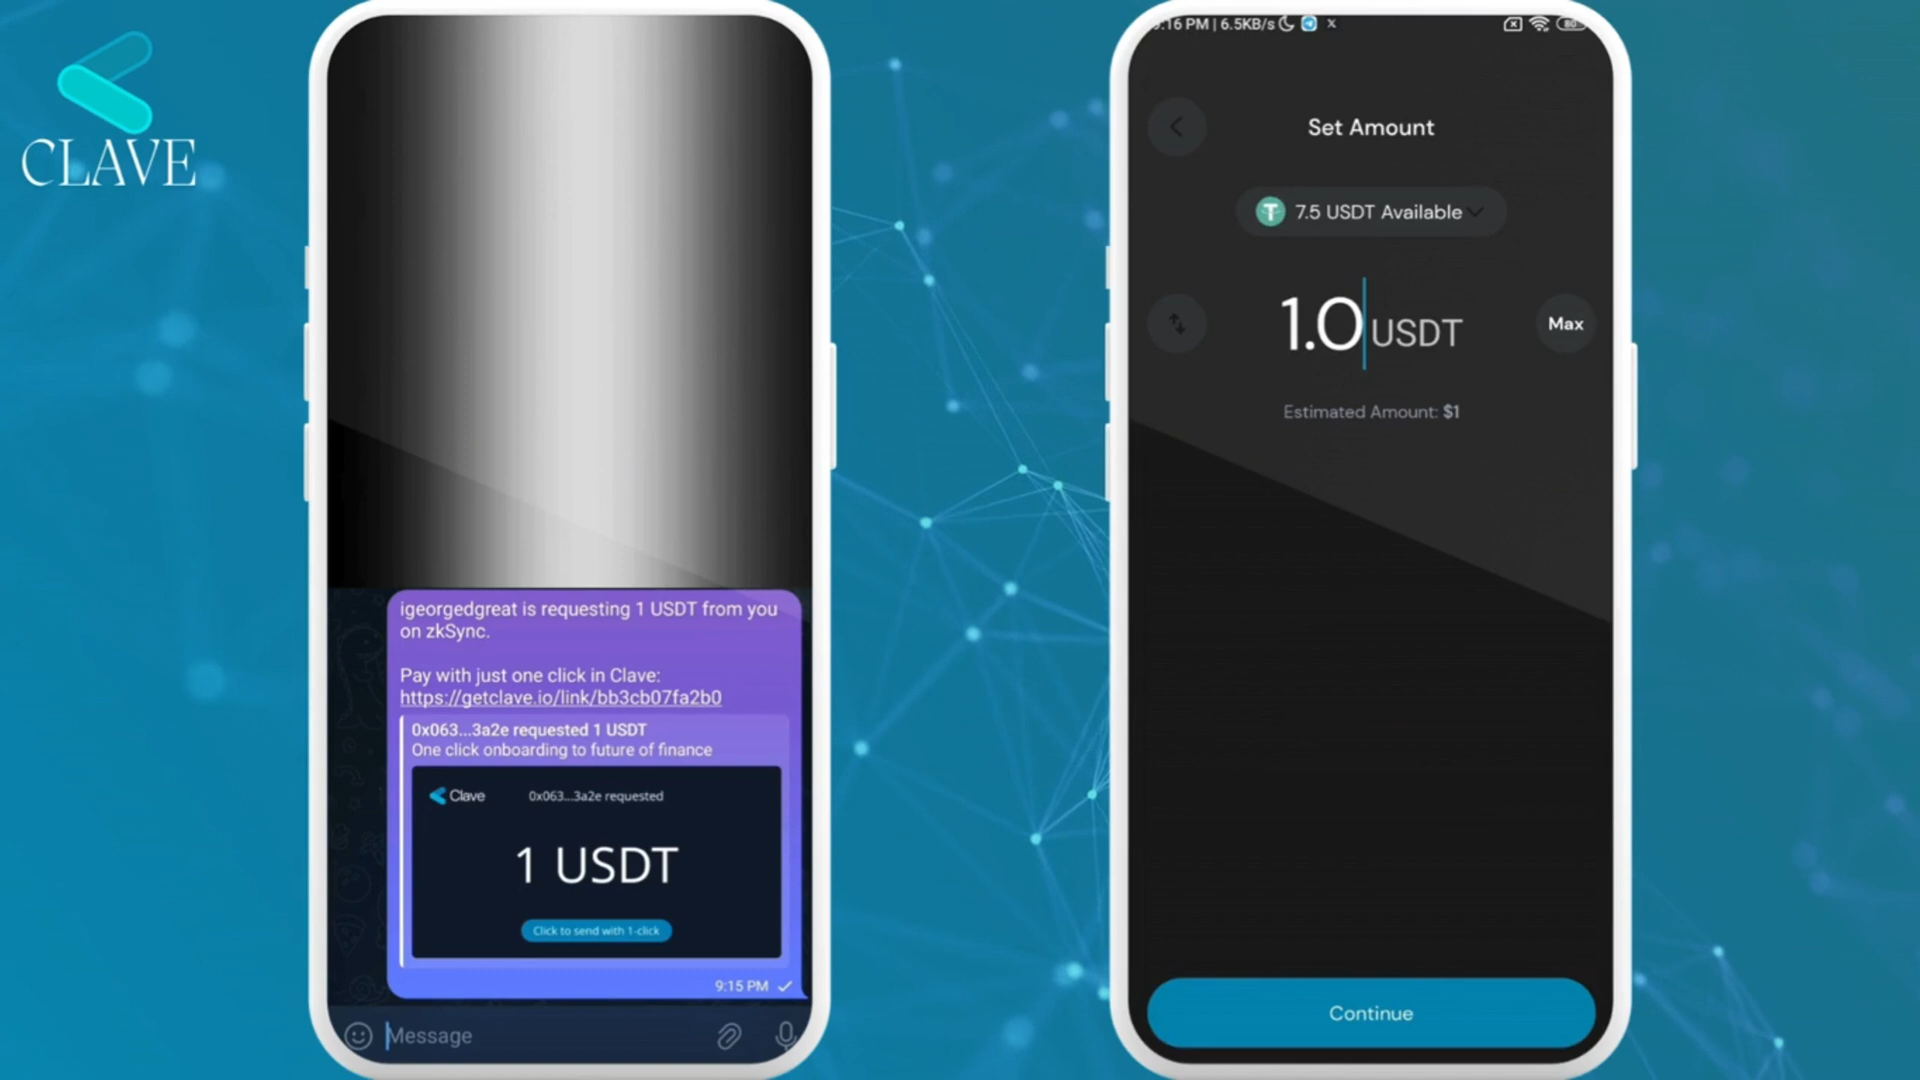 CLAVE
igeorgedgreat is requesting 1 USDT from you
on zkSync.
Pay with just one click in Clave:
https://getclave.io/link/bb3cb07fa2b0
0x063...3a2e requested 1 USDT
One click onboarding to future of finance
Clave
0x063...3a2e requested
1 USDT
Click to send with 1-click
9:15 PM
Message
:16 PM | 6.5KB/s
80
Set Amount
7.5 USDT Available
1.0 USDT
Max
Estimated Amount: $1
Continue